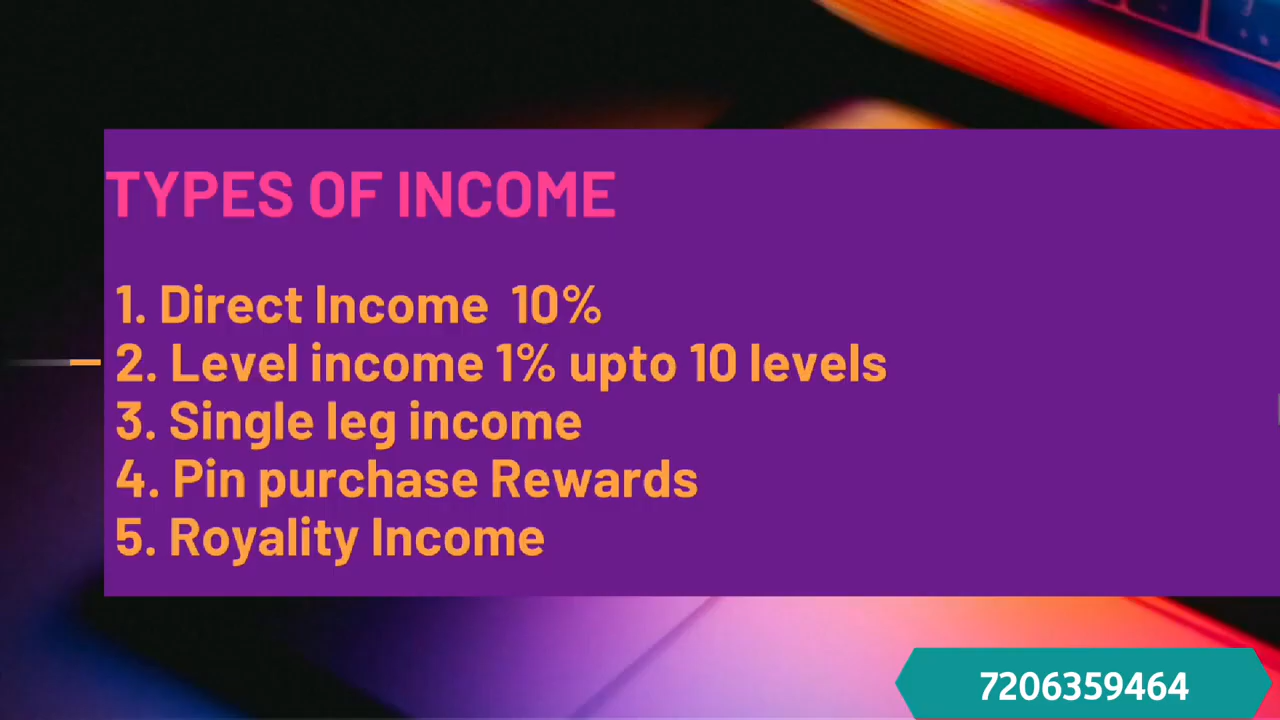 TYPES OF INCOME
1. Direct Income 10%
2. Level income 1% upto 10 levels
3. Single leg income
4. Pin purchase Rewards
5. Royality Income
7206359464